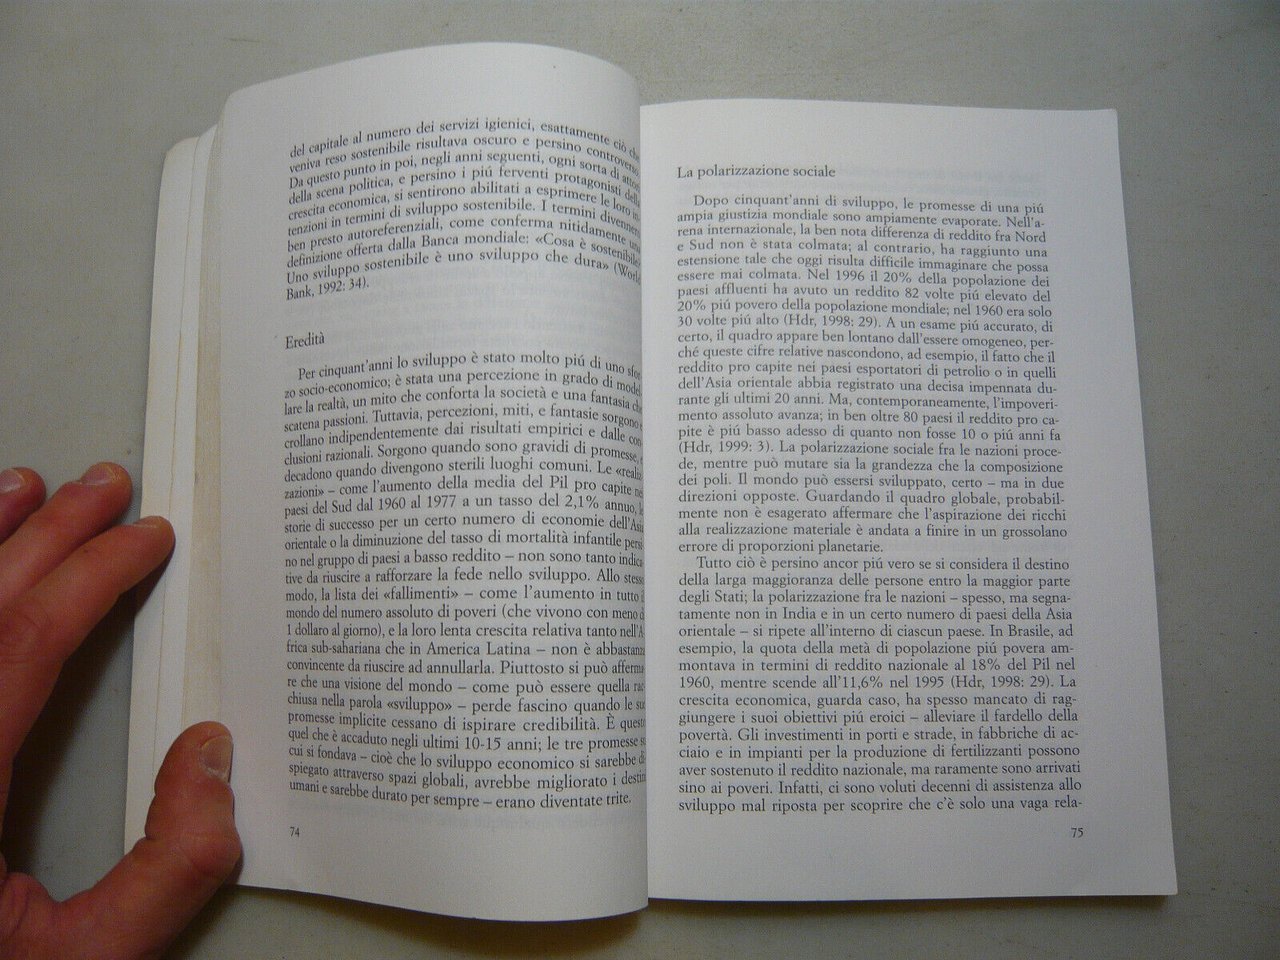 del capitale al numero dei servizi igienici, esattamente ciò che
veniva reso sostenibile risultava oscuro e persino controverso.
Da questo punto in poi, negli anni seguenti, ogni sorta di attori
della scena politica, e persino i piú ferventi protagonisti della
crescita economica, si sentirono abilitati a esprimere le loro in-
tenzioni in termini di sviluppo sostenibile. I termini divennero
ben presto autoreferenziali, come conferma nitidamente una
definizione offerta dalla Banca mondiale: «Cosa è sostenibile?
Uno sviluppo sostenibile è uno sviluppo che dura» (World
Bank, 1992: 34).
Eredità
Per cinquant'anni lo sviluppo è stato molto piú di uno sfor-
zo socio-economico; è stata una percezione in grado di model-
lare la realtà, un mito che conforta la società e una fantasia che
scatena passioni. Tuttavia, percezioni, miti, e fantasie sorgono e
crollano indipendentemente dai risultati empirici e dalle con-
clusioni razionali. Sorgono quando sono gravidi di promesse, e
decadono quando divengono sterili luoghi comuni. Le «realiz-
zazioni» – come l'aumento della media del Pil pro capite nei
paesi del Sud dal 1960 al 1977 a un tasso del 2,1% annuo, le
storie di successo per un certo numero di economie dell'Asia
orientale o la diminuzione del tasso di mortalità infantile persi-
no nel gruppo di paesi a basso reddito – non sono tanto indica-
tive da riuscire a rafforzare la fede nello sviluppo. Allo stesso
modo, la lista dei «fallimenti» – come l'aumento in tutto il
mondo del numero assoluto di poveri (che vivono con meno di
1 dollaro al giorno), e la loro lenta crescita relativa tanto nell'A-
frica sub-sahariana che in America Latina – non è abbastanza
convincente da riuscire ad annullarla. Piuttosto si può afferma-
re che una visione del mondo – come può essere quella rac-
chiusa nella parola «sviluppo» – perde fascino quando le sue
promesse implicite cessano di ispirare credibilità. È questo
quel che è accaduto negli ultimi 10-15 anni; le tre promesse su
cui si fondava – cioè che lo sviluppo economico si sarebbe di-
spiegato attraverso spazi globali, avrebbe migliorato i destini
umani e sarebbe durato per sempre – erano diventate trite.
74
La polarizzazione sociale
Dopo cinquant'anni di sviluppo, le promesse di una piú
ampia giustizia mondiale sono ampiamente evaporate. Nell'a-
rena internazionale, la ben nota differenza di reddito fra Nord
e Sud non è stata colmata; al contrario, ha raggiunto una
estensione tale che oggi risulta difficile immaginare che possa
essere mai colmata. Nel 1996 il 20% della popolazione dei
paesi affluenti ha avuto un reddito 82 volte piú elevato del
20% piú povero della popolazione mondiale; nel 1960 era solo
30 volte piú alto (Hdr, 1998: 29). A un esame piú accurato, di
certo, il quadro appare ben lontano dall'essere omogeneo, per-
ché queste cifre relative nascondono, ad esempio, il fatto che il
reddito pro capite nei paesi esportatori di petrolio o in quelli
dell'Asia orientale abbia registrato una decisa impennata du-
rante gli ultimi 20 anni. Ma, contemporaneamente, l'impoveri-
mento assoluto avanza; in ben oltre 80 paesi il reddito pro ca-
pite è piú basso adesso di quanto non fosse 10 o piú anni fa
(Hdr, 1999: 3). La polarizzazione sociale fra le nazioni proce-
de, mentre può mutare sia la grandezza che la composizione
dei poli. Il mondo può essersi sviluppato, certo – ma in due
direzioni opposte. Guardando il quadro globale, probabil-
mente non è esagerato affermare che l'aspirazione dei ricchi
alla realizzazione materiale è andata a finire in un grossolano
errore di proporzioni planetarie.
Tutto ciò è persino ancor piú vero se si considera il destino
della larga maggioranza delle persone entro la maggior parte
degli Stati; la polarizzazione fra le nazioni – spesso, ma segna-
tamente non in India e in un certo numero di paesi della Asia
orientale – si ripete all'interno di ciascun paese. In Brasile, ad
esempio, la quota della metà di popolazione piú povera am-
montava in termini di reddito nazionale al 18% del Pil nel
1960, mentre scende all'11,6% nel 1995 (Hdr, 1998: 29). La
crescita economica, guarda caso, ha spesso mancato di rag-
giungere i suoi obiettivi piú eroici – alleviare il fardello della
povertà. Gli investimenti in porti e strade, in fabbriche di ac-
ciaio e in impianti per la produzione di fertilizzanti possono
aver sostenuto il reddito nazionale, ma raramente sono arrivati
sino ai poveri. Infatti, ci sono voluti decenni di assistenza allo
sviluppo mal riposta per scoprire che c'è solo una vaga rela-
75